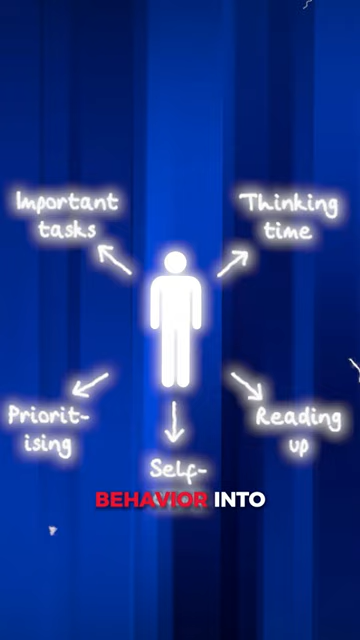 Important
tasks
Thinking
time
Priorit-
ising
Reading
up
Self-
BEHAVIOR INTO